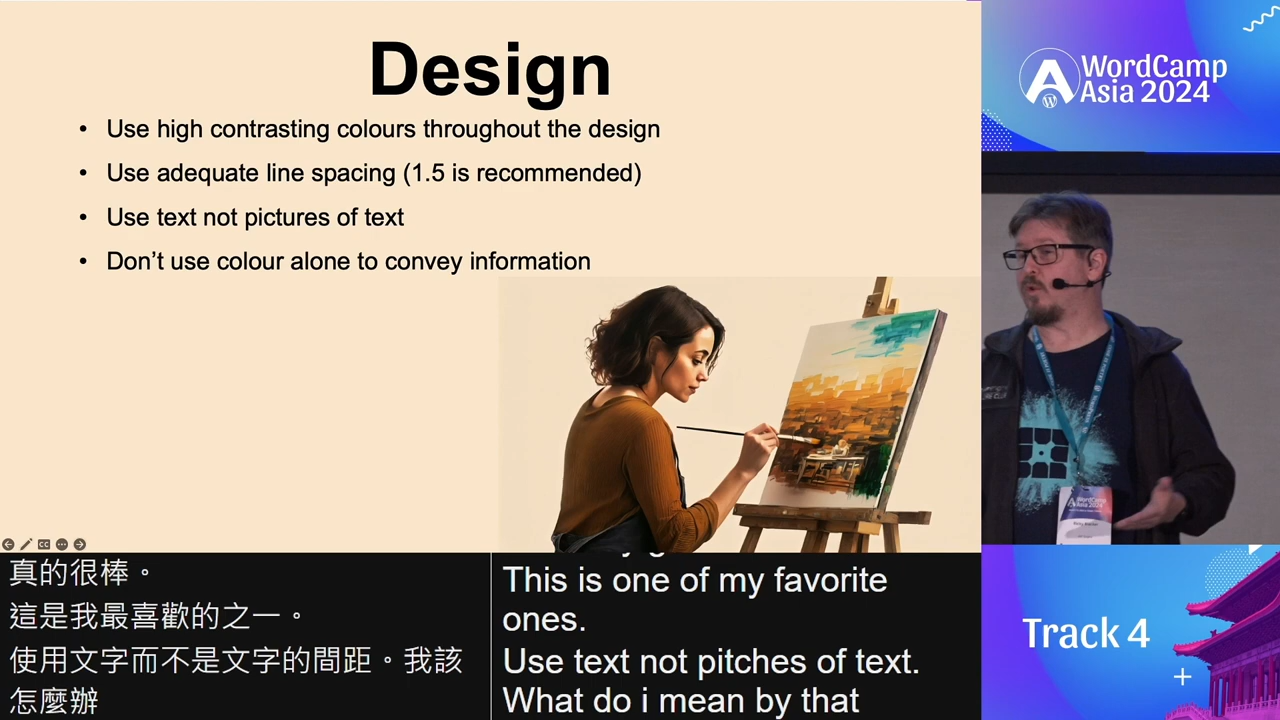 Design
• Use high contrasting colours throughout the design
• Use adequate line spacing (1.5 is recommended)
• Use text not pictures of text
• Don’t use colour alone to convey information
WordCamp
Asia 2024
WordCamp
Asia 2024
Track 4
真的很棒。
這是我最喜歡的之一。
使用文字而不是文字的間距。我該
怎麼辦
This is one of my favorite
ones.
Use text not pitches of text.
What do i mean by that